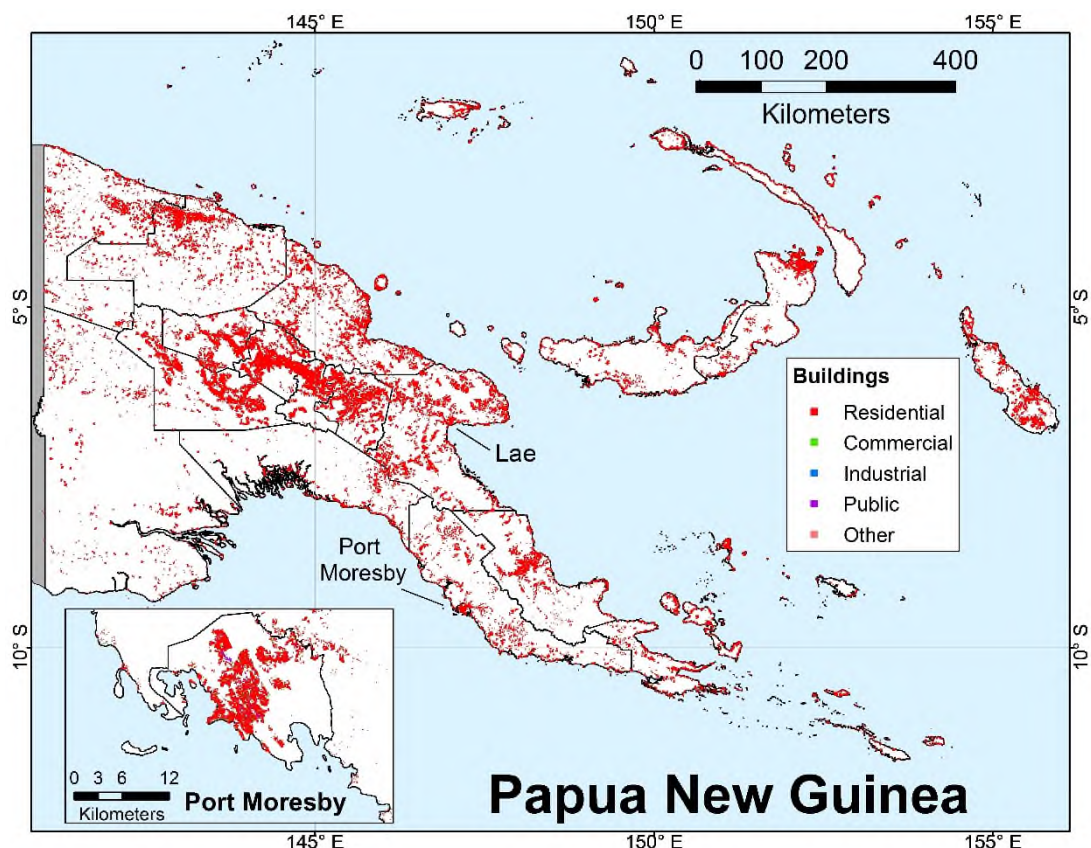 145° E 150° E 155° E
0 100 200 400
Kilometers
5° S
5° S
Buildings
Residential
Commercial
Industrial
Public
Other
Lae
Port
Moresby
10° S
10° S
0 3 6 12
Kilometers
Port Moresby
Papua New Guinea
145° E 150° E 155° E